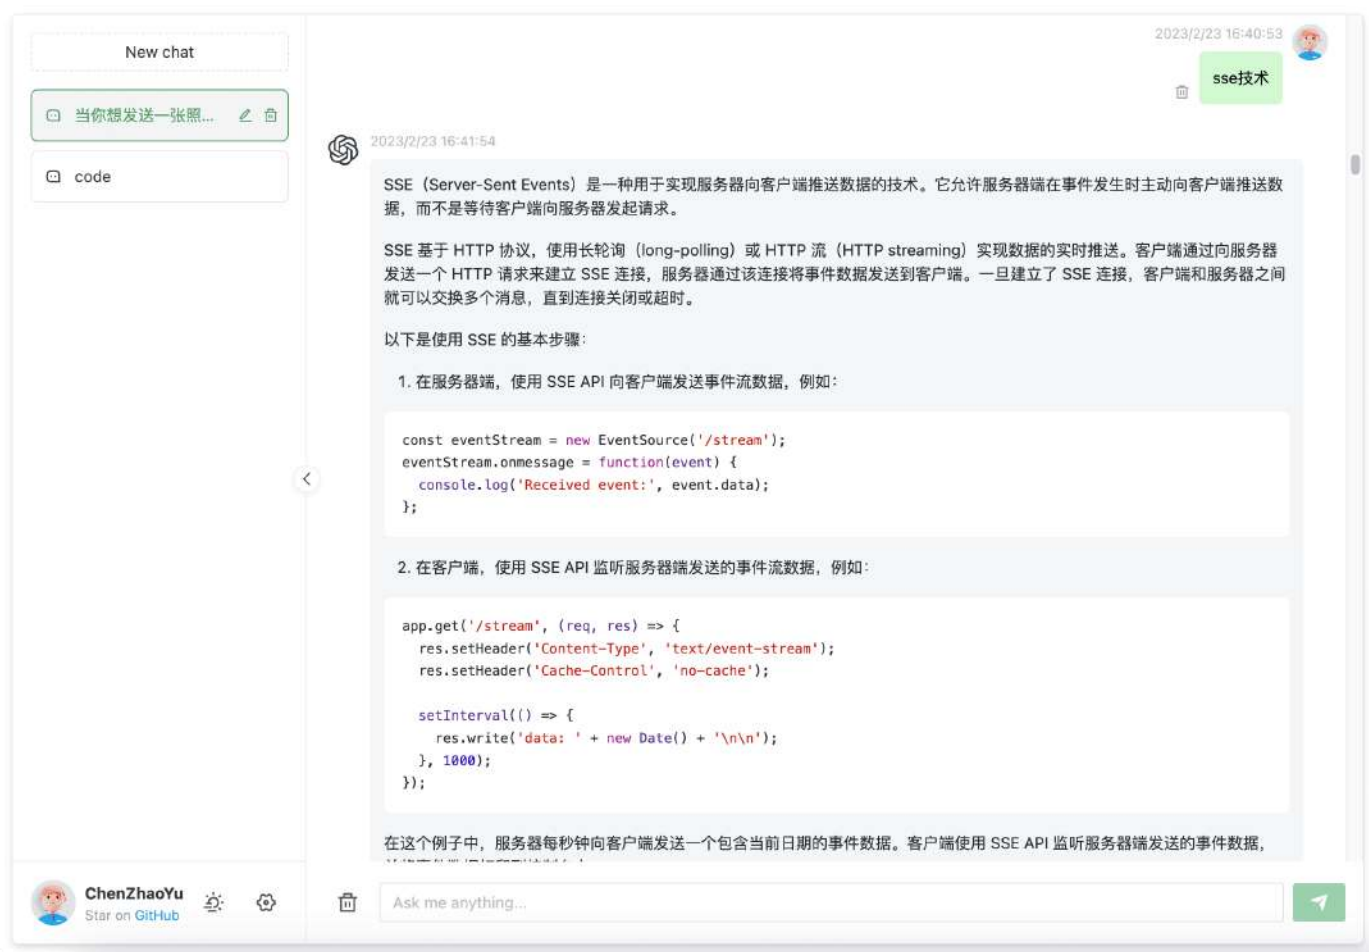 New chat
当你想发送一张照...
code
2023/2/23 16:40:53
sse技术
2023/2/23 16:41:54
SSE（Server-Sent Events）是一种用于实现服务器向客户端推送数据的技术。它允许服务器端在事件发生时主动向客户端推送数
据，而不是等待客户端向服务器发起请求。
SSE 基于 HTTP 协议，使用长轮询（long-polling）或 HTTP 流（HTTP streaming）实现数据的实时推送。客户端通过向服务器
发送一个 HTTP 请求来建立 SSE 连接，服务器通过该连接将事件数据发送到客户端。一旦建立了 SSE 连接，客户端和服务器之间
就可以交换多个消息，直到连接关闭或超时。
以下是使用 SSE 的基本步骤：
1. 在服务器端，使用 SSE API 向客户端发送事件流数据，例如：
const eventStream = new EventSource('/stream');
eventStream.onmessage = function(event) {
  console.log('Received event:', event.data);
};
2. 在客户端，使用 SSE API 监听服务器端发送的事件流数据，例如：
app.get('/stream', (req, res) => {
  res.setHeader('Content-Type', 'text/event-stream');
  res.setHeader('Cache-Control', 'no-cache');
  setInterval(() => {
    res.write('data: ' + new Date() + '\n\n');
  }, 1000);
});
在这个例子中，服务器每秒钟向客户端发送一个包含当前日期的事件数据。客户端使用 SSE API 监听服务器端发送的事件数据，
ChenZhaoYu
Star on GitHub
Ask me anything...